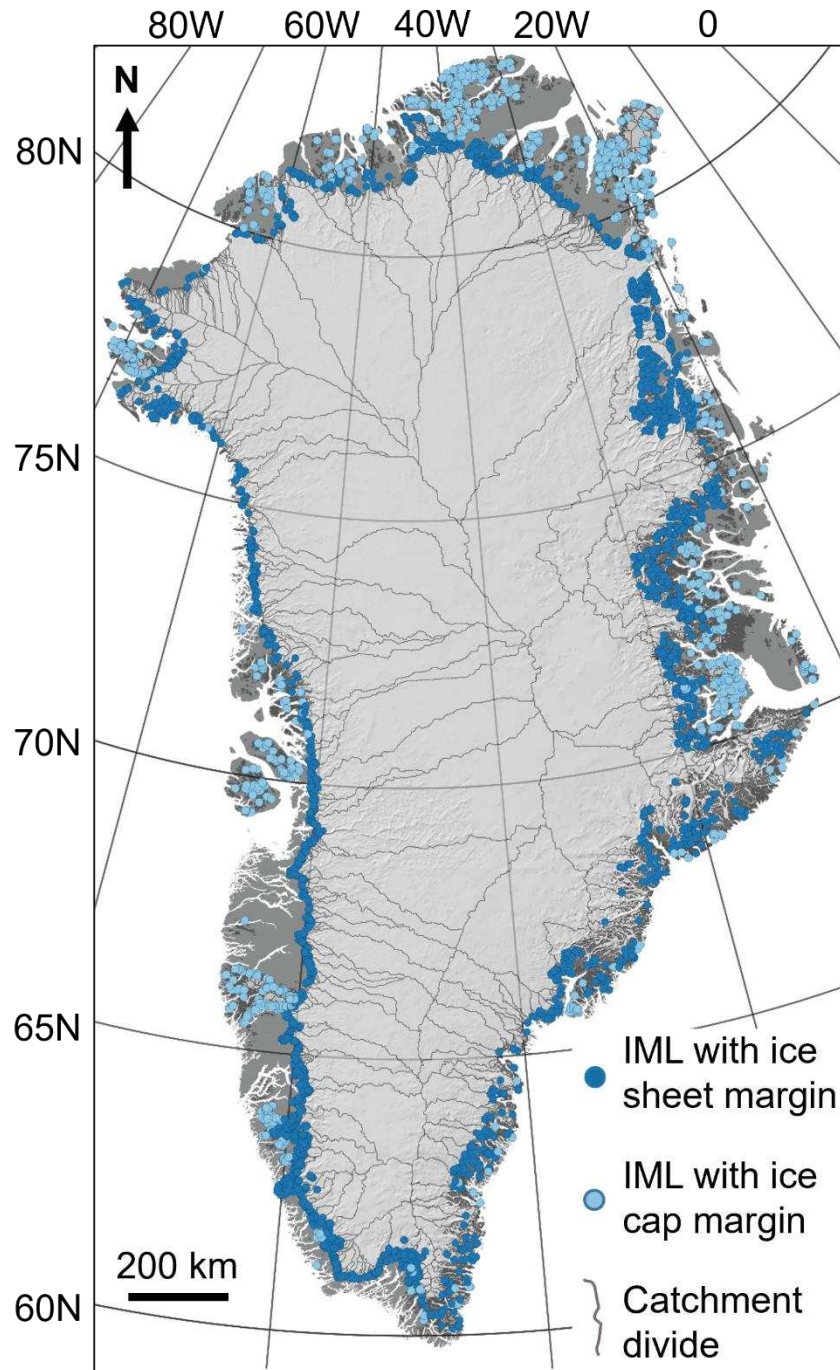 80W 60W 40W 20W 0
N
80N
75N
70N
65N
60N
IML with ice
sheet margin
IML with ice
cap margin
200 km
Catchment
divide